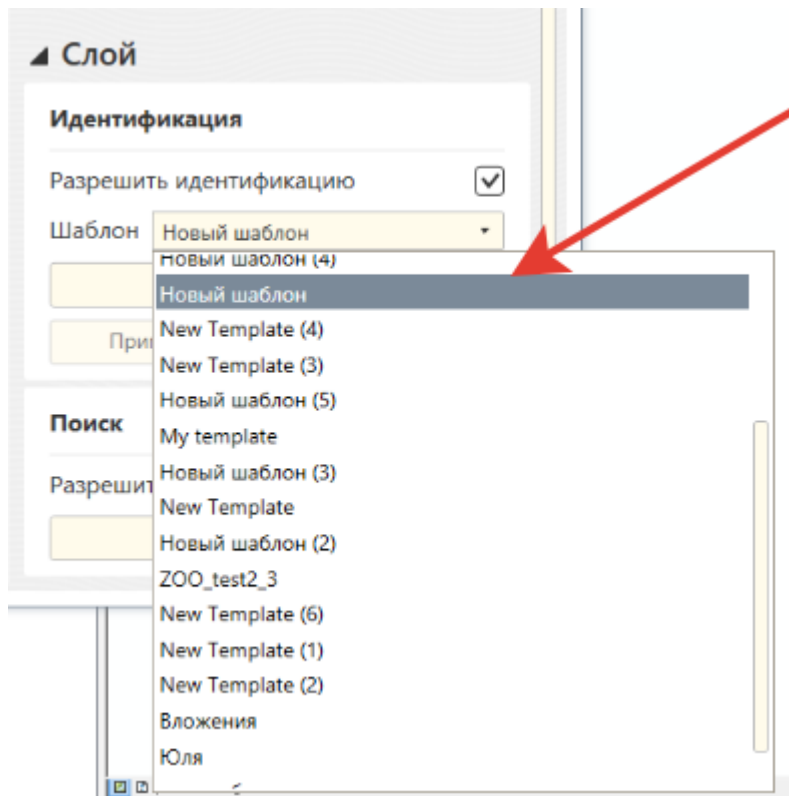 Слой
Идентификация
Разрешить идентификацию
Шаблон Новый шаблон
Новый шаблон (4)
Новый шаблон
New Template (4)
При
New Template (3)
Новый шаблон (5)
Поиск
My template
Новый шаблон (3)
Разрешит
New Template
Новый шаблон (2)
ZOO_test2_3
New Template (6)
New Template (1)
New Template (2)
Вложения
Юля